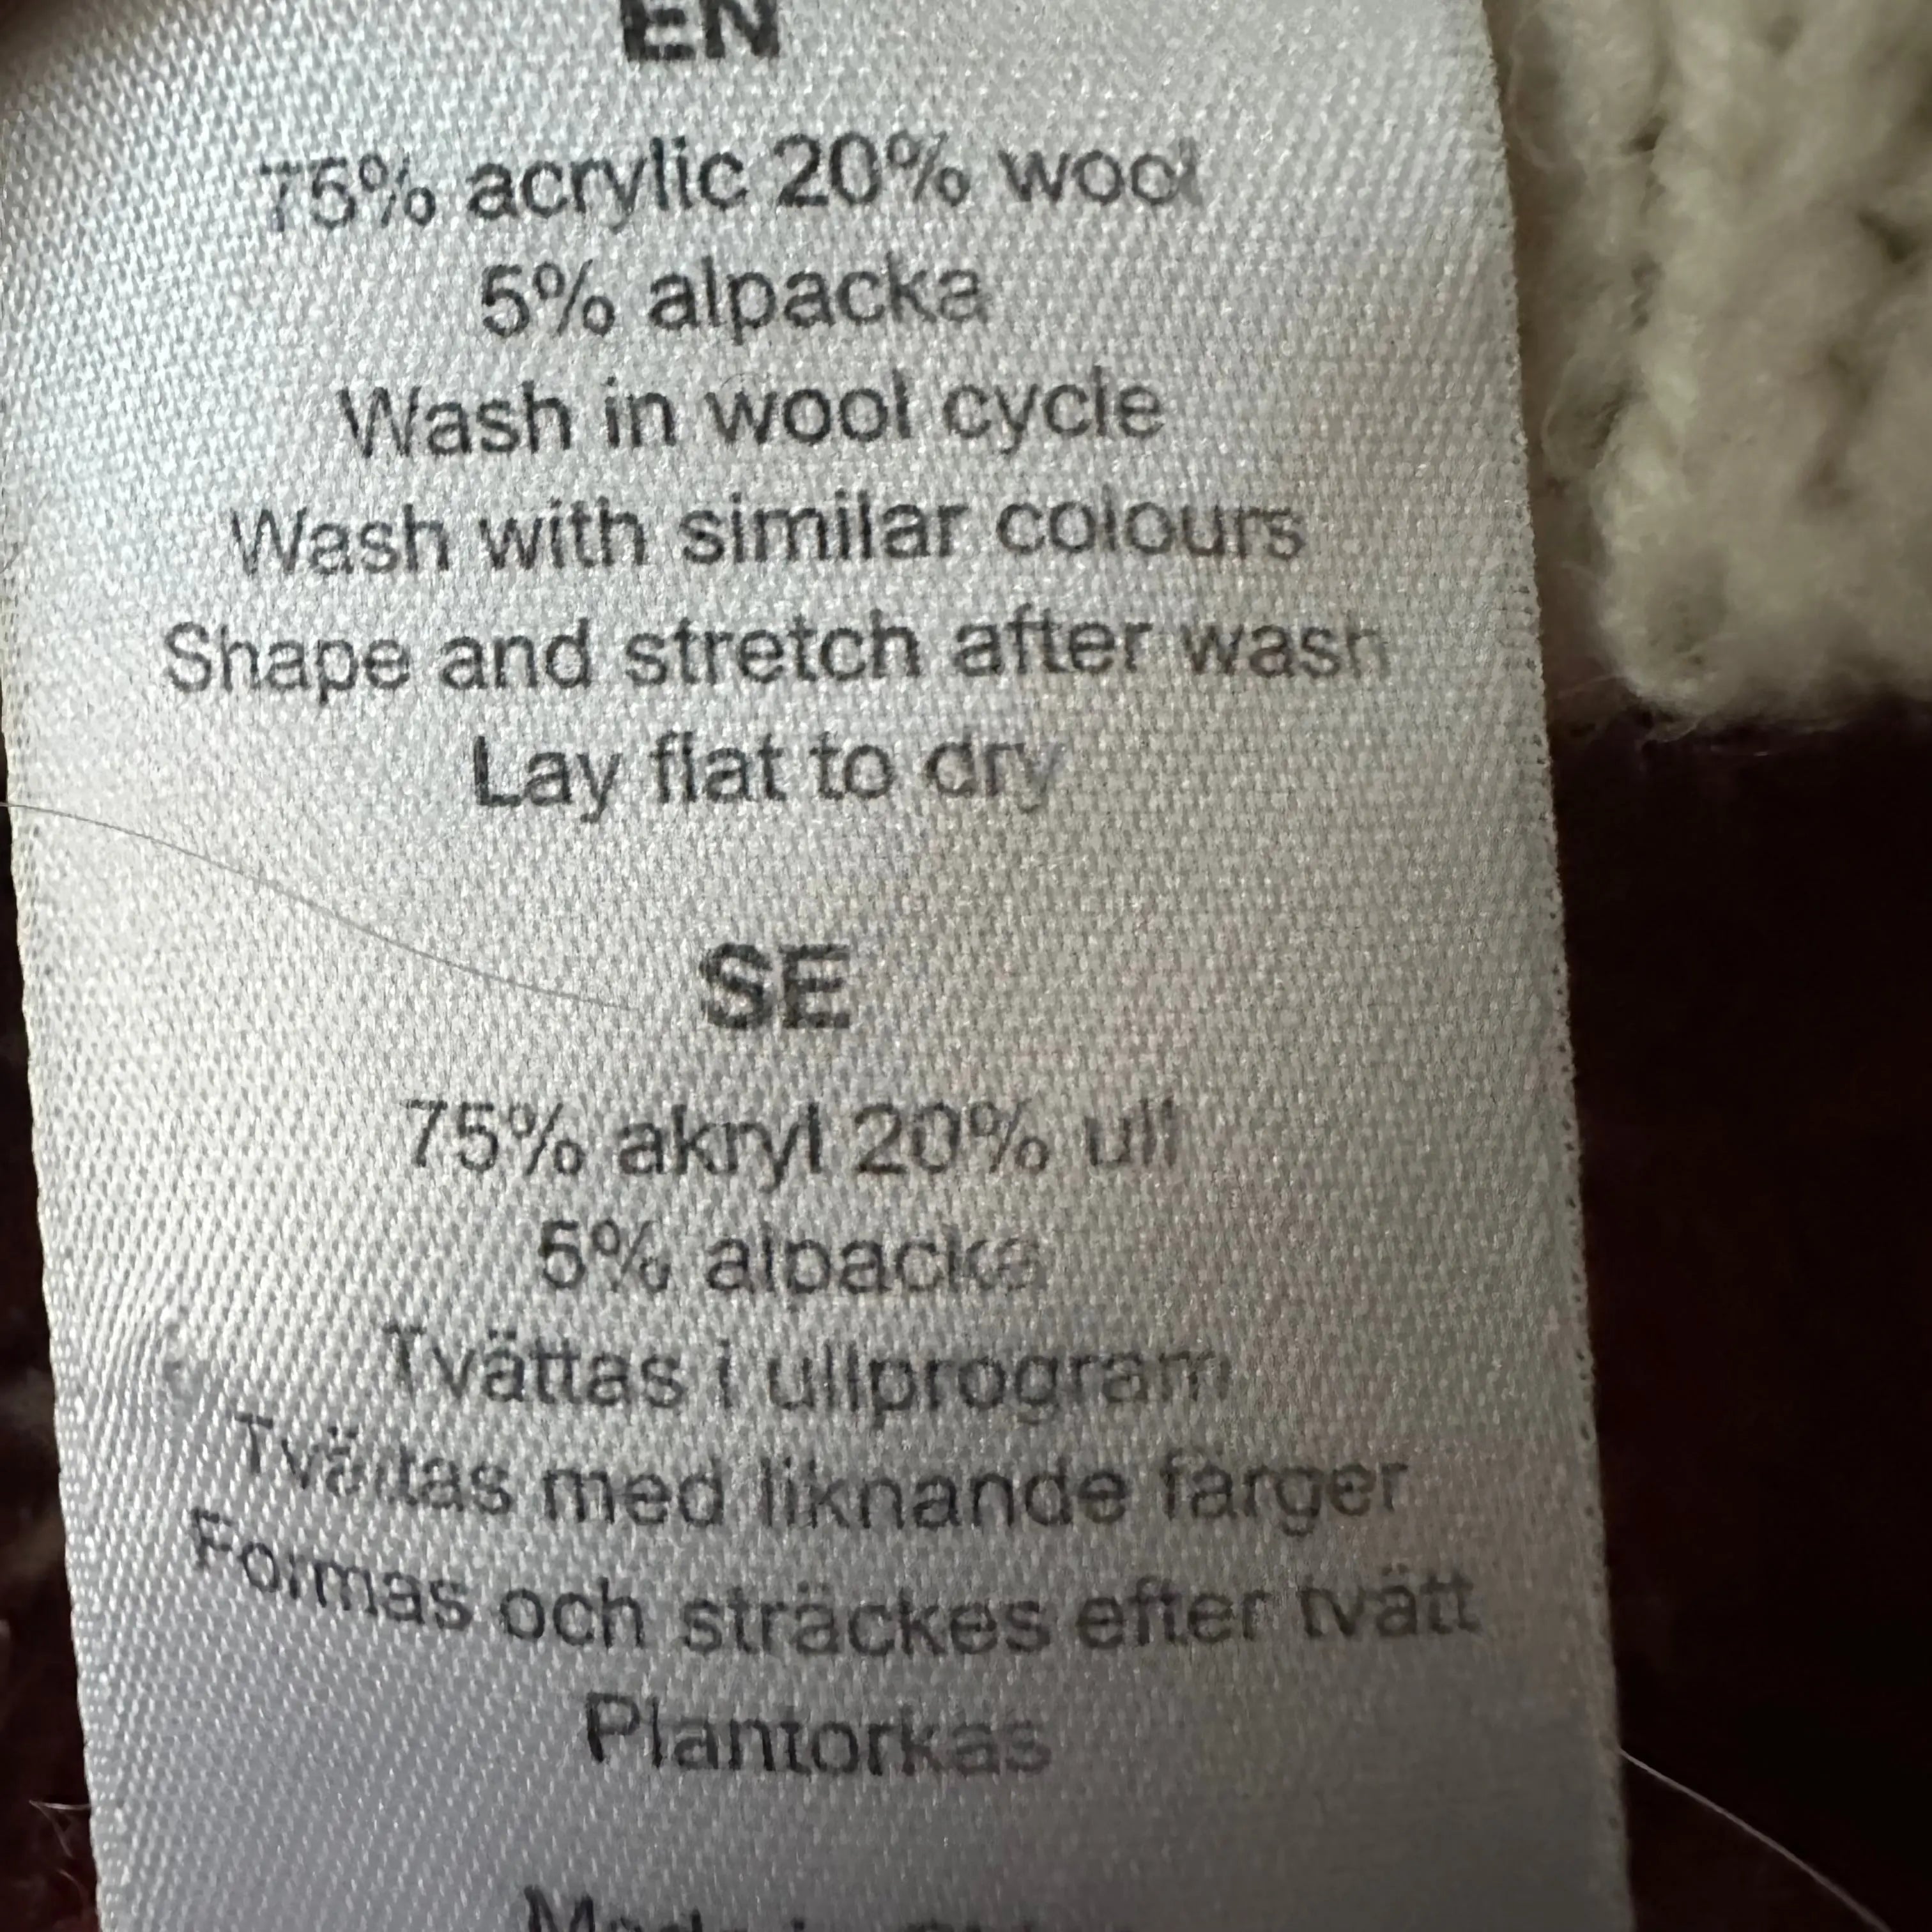 EN
75% acrylic 20% wool
5% alpacka
Wash in wool cycle
Wash with similar colours
Shape and stretch after wash
Lay flat to dry
SE
75% akryl 20% ull
5% alpacka
Tvättas i ullprogram
Tvättas med liknande färger
Formas och sträckes efter tvätt
Plantorkas
Made in